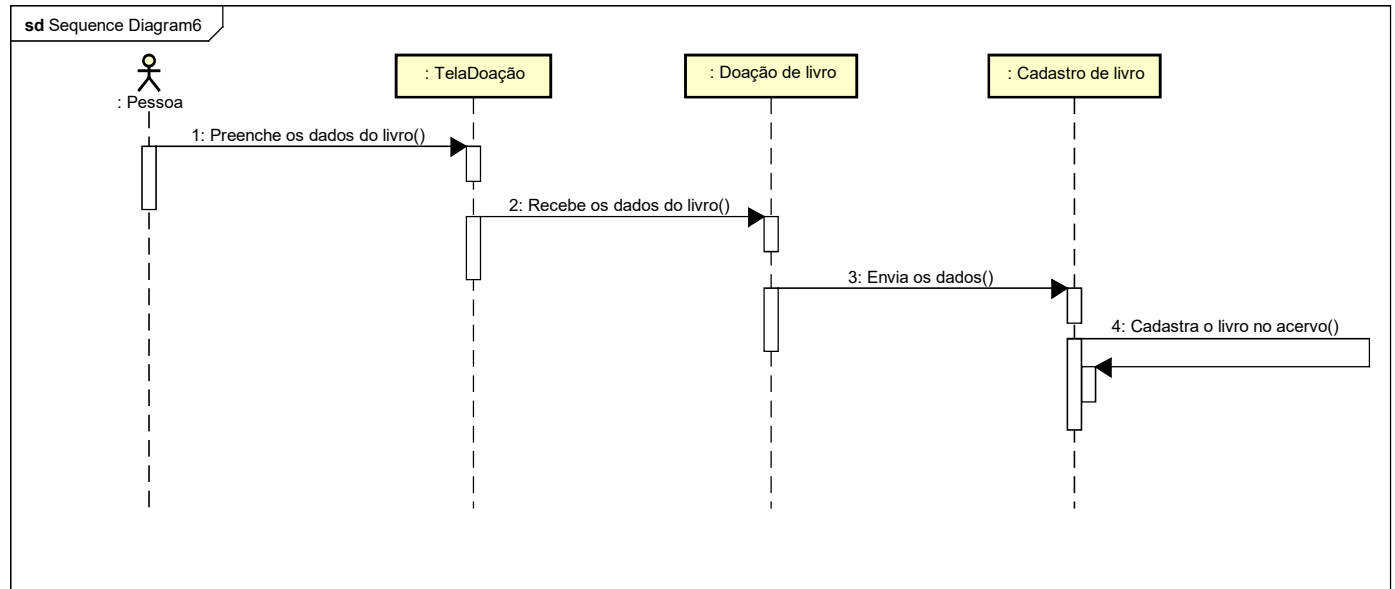 sd Sequence Diagram6
: Pessoa
: TelaDoação
: Doação de livro
: Cadastro de livro
1: Preenche os dados do livro()
2: Recebe os dados do livro()
3: Envia os dados()
4: Cadastra o livro no acervo()